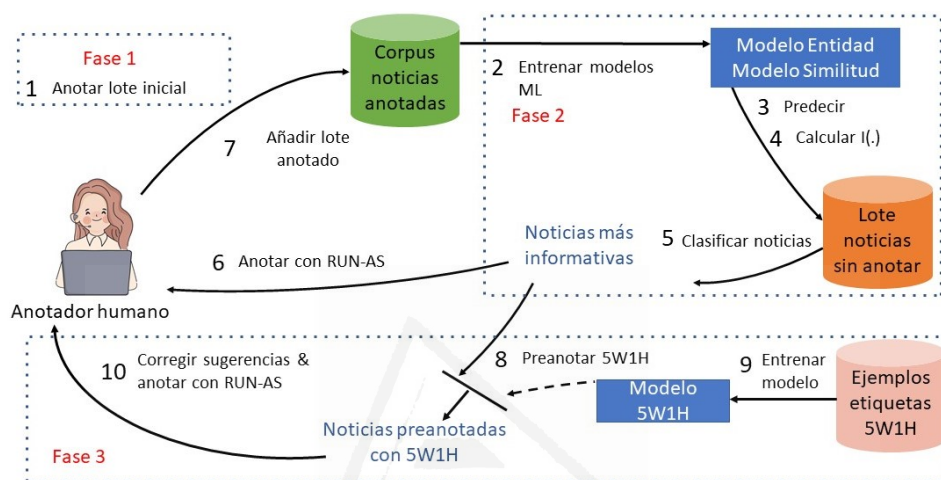 Fase 1
1 Anotar lote inicial
Corpus
noticias
anotadas
2 Entrenar modelos
ML
Fase 2
Modelo Entidad
Modelo Similitud
3 Predecir
4 Calcular I(.)
7 Añadir lote
anotado
Lote
noticias
sin anotar
5 Clasificar noticias
Noticias más
informativas
6 Anotar con RUN-AS
Anotador humano
10 Corregir sugerencias &
anotar con RUN-AS
8 Preanotar 5W1H
9 Entrenar
modelo
Modelo
5W1H
Ejemplos
etiquetas
5W1H
Noticias preanotadas
con 5W1H
Fase 3